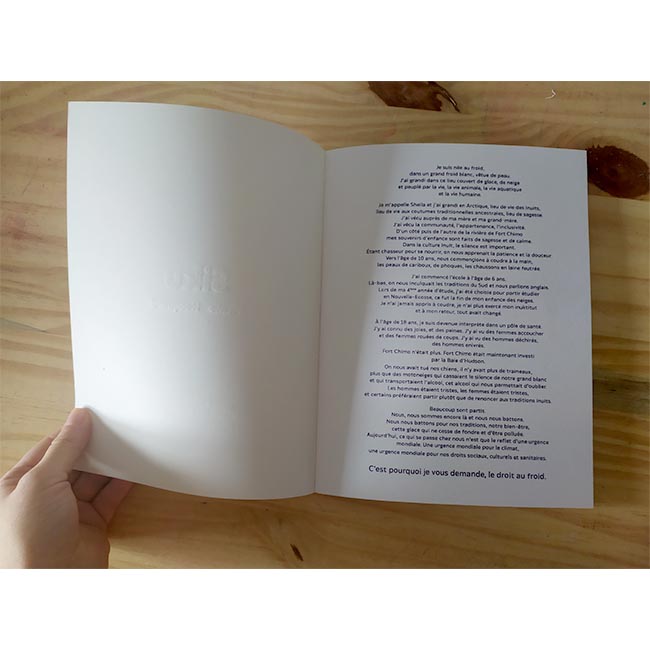 Je suis née au froid,
dans un grand froid blanc, vêtue de peau.
J'ai grandi dans ce lieu couvert de glace, de neige
et peuplé par la vie, la vie animale, la vie aquatique
et la vie humaine.
Je m'appelle Sheila et j'ai grandi en Arctique, lieu de vie des Inuits,
lieu de vie aux coutumes traditionnelles ancestrales, lieu de sagesse
J'ai vécu auprès de ma mère et ma grand-mère.
J'ai vécu la communauté, l'appartenance, l'inclusivité.
D'un côté puis de l'autre de la rivière de Fort Chimo
mes souvenirs d'enfance sont faits de sagesse et de calme.
Dans la culture Inuit, le silence est important.
Étant chasseur pour se nourrir, on nous apprenait la patience et la douceur.
Vers l'âge de 10 ans, nous commençions à coudre à la main,
les peaux de caribous, de phoques, les chaussons en laine feutrée
J'ai commencé l'école à l'âge de 6 ans.
Là-bas, on nous inculquait les traditions du Sud et nous parlions anglais.
Lors de ma 4ème année d'étude, j'ai été choisie pour partir étudier
en Nouvelle-Ecosse, ce fut la fin de mon enfance des neiges.
Je n'ai jamais appris à coudre, je n'ai plus exercé mon inuktitut
et à mon retour, tout avait changé.
À l'âge de 18 ans, je suis devenue interprète dans un pôle de santé
J'y ai connu des joies, et des peines. J'y ai vu des femmes accoucher
et des femmes rouées de coups. J'y ai vu des hommes déchirés,
des hommes enivrés.
Fort Chimo n'était plus. Fort Chimo était maintenant investi
par la Baie d'Hudson.
On nous avait tué nos chiens, il n'y avait plus de traineaux,
plus que des motoneiges qui cassaient le silence de notre grand blanc
et qui transportaient l'alcool, cet alcool qui nous permettait d'oublier
Les hommes étaient tristes, les femmes étaient tristes,
et certains préféraient partir plutôt que de renoncer aux traditions Inuits.
Beaucoup sont partis.
Nous, nous sommes encore là et nous nous battons.
Nous nous battons pour nos traditions, notre bien-être,
cette glace qui ne cesse de fondre et d'être polluée.
Aujourd'hui, ce qui se passe chez nous n'est que le reflet d'une urgence
mondiale. Une urgence mondiale pour le climat,
une urgence mondiale pour nos droits sociaux, culturels et sanitaires.
C'est pourquoi je vous demande, le droit au froid.